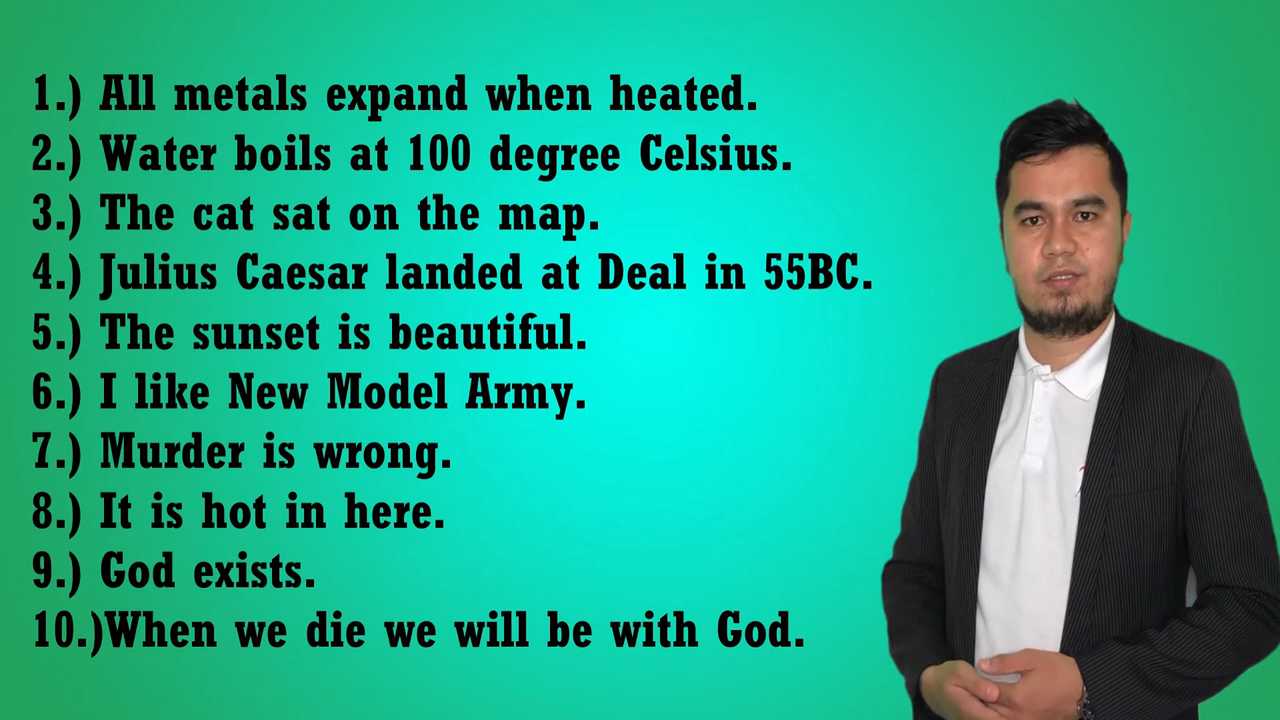 1.) All metals expand when heated.
2.) Water boils at 100 degree Celsius.
3.) The cat sat on the map.
4.) Julius Caesar landed at Deal in 55BC.
5.) The sunset is beautiful.
6.) I like New Model Army.
7.) Murder is wrong.
8.) It is hot in here.
9.) God exists.
10.)When we die we will be with God.